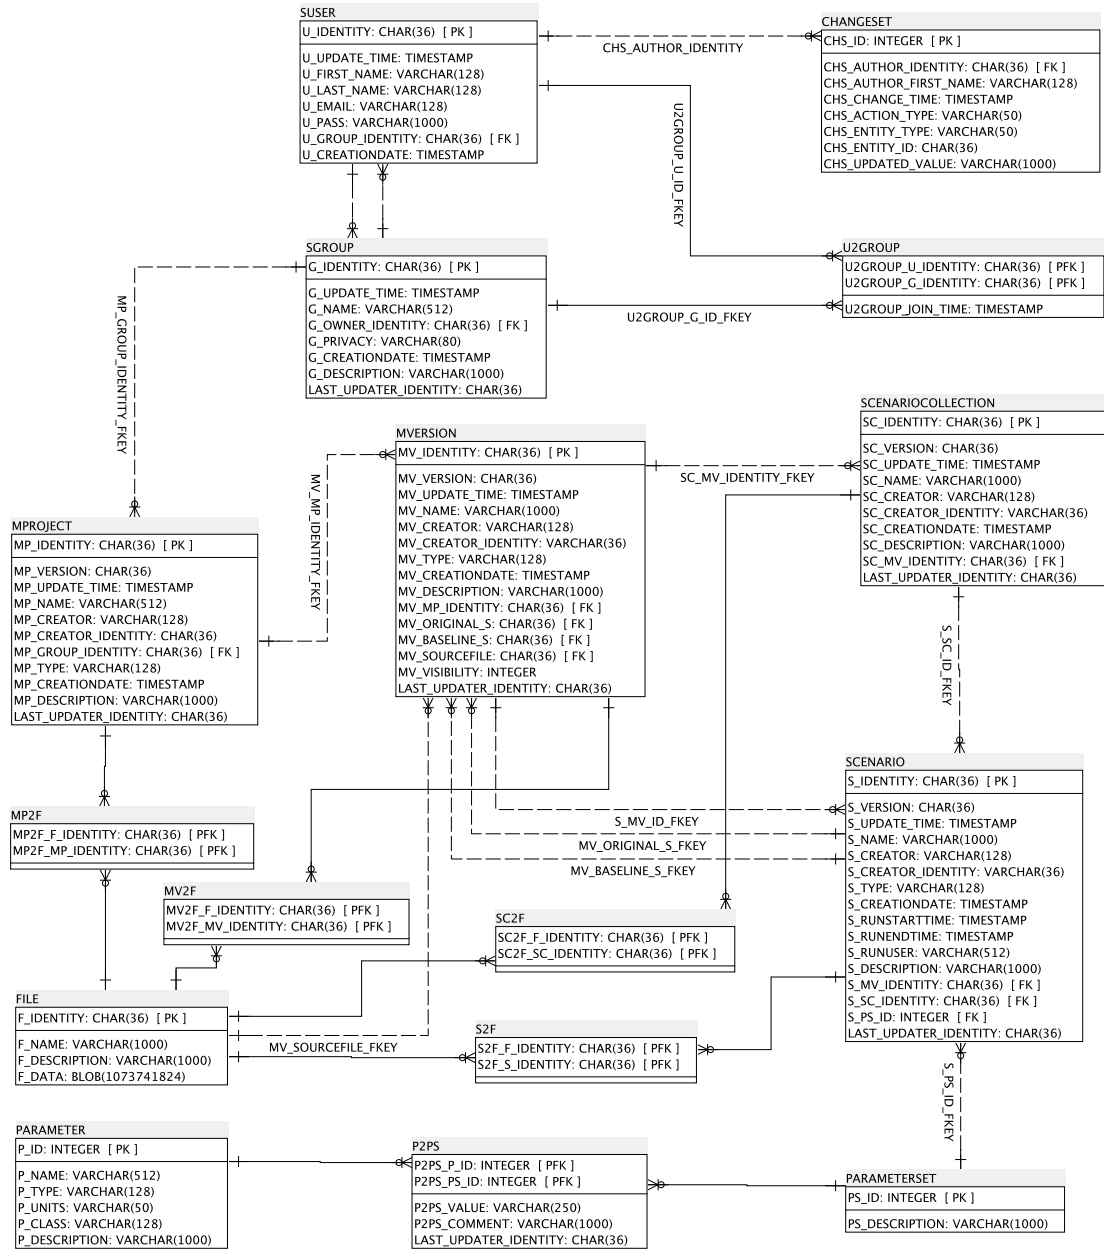 SUSER
U_IDENTITY: CHAR(36)  [ PK ]
U_UPDATE_TIME: TIMESTAMP
U_FIRST_NAME: VARCHAR(128)
U_LAST_NAME: VARCHAR(128)
U_EMAIL: VARCHAR(128)
U_PASS: VARCHAR(1000)
U_GROUP_IDENTITY: CHAR(36)  [ FK ]
U_CREATIONDATE: TIMESTAMP
CHS_AUTHOR_IDENTITY
CHANGESET
CHS_ID: INTEGER  [ PK ]
CHS_AUTHOR_IDENTITY: CHAR(36)  [ FK ]
CHS_AUTHOR_FIRST_NAME: VARCHAR(128)
CHS_CHANGE_TIME: TIMESTAMP
CHS_ACTION_TYPE: VARCHAR(50)
CHS_ENTITY_TYPE: VARCHAR(50)
CHS_ENTITY_ID: CHAR(36)
CHS_UPDATED_VALUE: VARCHAR(1000)
U2GROUP_U_ID_FKEY
SGROUP
G_IDENTITY: CHAR(36)  [ PK ]
G_UPDATE_TIME: TIMESTAMP
G_NAME: VARCHAR(512)
G_OWNER_IDENTITY: CHAR(36)  [ FK ]
G_PRIVACY: VARCHAR(80)
G_CREATIONDATE: TIMESTAMP
G_DESCRIPTION: VARCHAR(1000)
LAST_UPDATER_IDENTITY: CHAR(36)
U2GROUP_G_ID_FKEY
U2GROUP
U2GROUP_U_IDENTITY: CHAR(36)  [ PFK ]
U2GROUP_G_IDENTITY: CHAR(36)  [ PFK ]
U2GROUP_JOIN_TIME: TIMESTAMP
MP_GROUP_IDENTITY_FKEY
MVERSION
MV_IDENTITY: CHAR(36)  [ PK ]
MV_VERSION: CHAR(36)
MV_UPDATE_TIME: TIMESTAMP
MV_NAME: VARCHAR(1000)
MV_CREATOR: VARCHAR(128)
MV_CREATOR_IDENTITY: VARCHAR(36)
MV_TYPE: VARCHAR(128)
MV_CREATIONDATE: TIMESTAMP
MV_DESCRIPTION: VARCHAR(1000)
MV_MP_IDENTITY: CHAR(36)  [ FK ]
MV_ORIGINAL_S: CHAR(36)  [ FK ]
MV_BASELINE_S: CHAR(36)  [ FK ]
MV_SOURCEFILE: CHAR(36)  [ FK ]
MV_VISIBILITY: INTEGER
LAST_UPDATER_IDENTITY: CHAR(36)
MV_MP_IDENTITY_FKEY
SC_MV_IDENTITY_FKEY
SCENARIOCOLLECTION
SC_IDENTITY: CHAR(36)  [ PK ]
SC_VERSION: CHAR(36)
SC_UPDATE_TIME: TIMESTAMP
SC_NAME: VARCHAR(1000)
SC_CREATOR: VARCHAR(128)
SC_CREATOR_IDENTITY: VARCHAR(36)
SC_CREATIONDATE: TIMESTAMP
SC_DESCRIPTION: VARCHAR(1000)
SC_MV_IDENTITY: CHAR(36)  [ FK ]
LAST_UPDATER_IDENTITY: CHAR(36)
MPROJECT
MP_IDENTITY: CHAR(36)  [ PK ]
MP_VERSION: CHAR(36)
MP_UPDATE_TIME: TIMESTAMP
MP_NAME: VARCHAR(512)
MP_CREATOR: VARCHAR(128)
MP_CREATOR_IDENTITY: CHAR(36)
MP_GROUP_IDENTITY: CHAR(36)  [ FK ]
MP_TYPE: VARCHAR(128)
MP_CREATIONDATE: TIMESTAMP
MP_DESCRIPTION: VARCHAR(1000)
LAST_UPDATER_IDENTITY: CHAR(36)
S_SC_ID_FKEY
SCENARIO
S_IDENTITY: CHAR(36)  [ PK ]
S_VERSION: CHAR(36)
S_UPDATE_TIME: TIMESTAMP
S_NAME: VARCHAR(1000)
S_CREATOR: VARCHAR(128)
S_CREATOR_IDENTITY: VARCHAR(36)
S_TYPE: VARCHAR(128)
S_CREATIONDATE: TIMESTAMP
S_RUNSTARTTIME: TIMESTAMP
S_RUNENDTIME: TIMESTAMP
S_RUNUSER: VARCHAR(512)
S_DESCRIPTION: VARCHAR(1000)
S_MV_IDENTITY: CHAR(36)  [ FK ]
S_SC_IDENTITY: CHAR(36)  [ FK ]
S_PS_ID: INTEGER  [ FK ]
LAST_UPDATER_IDENTITY: CHAR(36)
S_MV_ID_FKEY
MV_ORIGINAL_S_FKEY
MV_BASELINE_S_FKEY
MP2F
MP2F_F_IDENTITY: CHAR(36)  [ PFK ]
MP2F_MP_IDENTITY: CHAR(36)  [ PFK ]
MV2F
MV2F_F_IDENTITY: CHAR(36)  [ PFK ]
MV2F_MV_IDENTITY: CHAR(36)  [ PFK ]
SC2F
SC2F_F_IDENTITY: CHAR(36)  [ PFK ]
SC2F_SC_IDENTITY: CHAR(36)  [ PFK ]
FILE
F_IDENTITY: CHAR(36)  [ PK ]
F_NAME: VARCHAR(1000)
F_DESCRIPTION: VARCHAR(1000)
F_DATA: BLOB(1073741824)
MV_SOURCEFILE_FKEY
S2F
S2F_F_IDENTITY: CHAR(36)  [ PFK ]
S2F_S_IDENTITY: CHAR(36)  [ PFK ]
S_PS_ID_FKEY
PARAMETER
P_ID: INTEGER  [ PK ]
P_NAME: VARCHAR(512)
P_TYPE: VARCHAR(128)
P_UNITS: VARCHAR(50)
P_CLASS: VARCHAR(128)
P_DESCRIPTION: VARCHAR(1000)
P2PS
P2PS_P_ID: INTEGER  [ PFK ]
P2PS_PS_ID: INTEGER  [ PFK ]
P2PS_VALUE: VARCHAR(250)
P2PS_COMMENT: VARCHAR(1000)
LAST_UPDATER_IDENTITY: CHAR(36)
PARAMETERSET
PS_ID: INTEGER  [ PK ]
PS_DESCRIPTION: VARCHAR(1000)